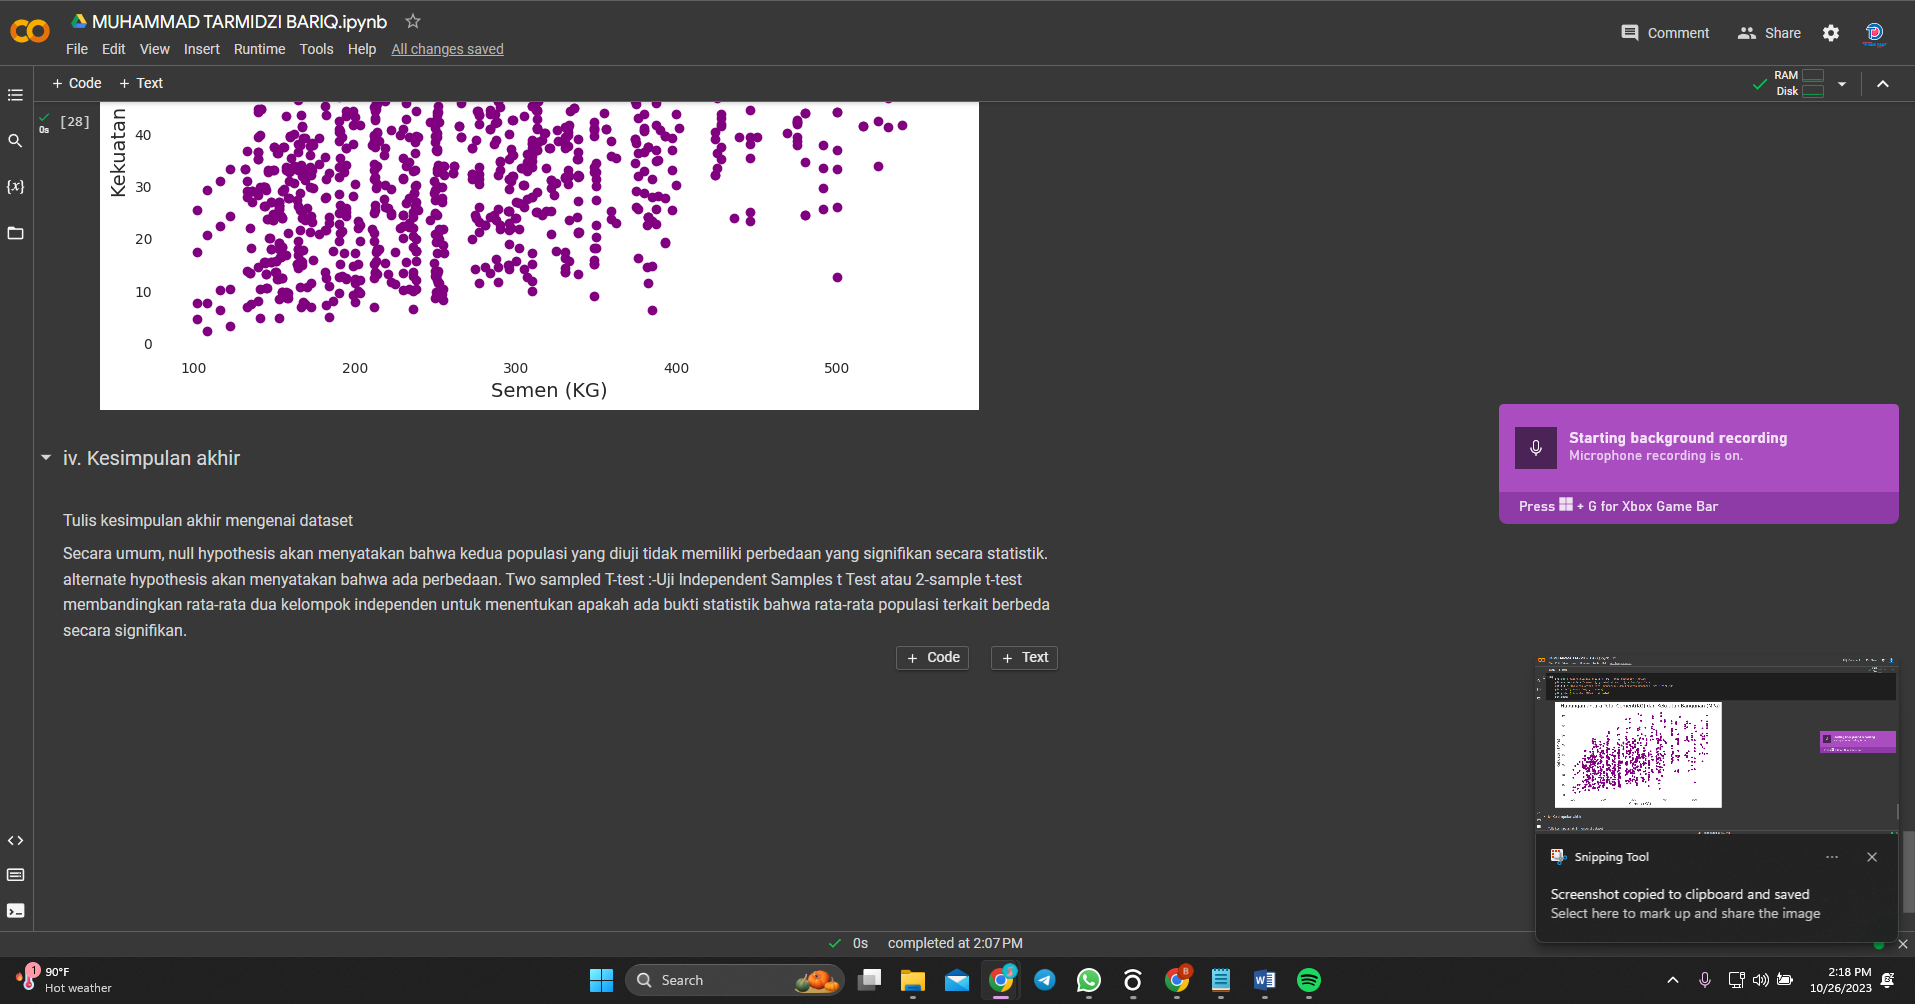 MUHAMMAD TARMIDZI BARIQ.ipynb
File Edit View Insert Runtime Tools Help All changes saved
Comment Share
+ Code + Text
RAM
Disk
0s
[28]
{x}
Kekuatan
40
30
20
10
0
100 200 300 400 500
Semen (KG)
iv. Kesimpulan akhir
Tulis kesimpulan akhir mengenai dataset
Secara umum, null hypothesis akan menyatakan bahwa kedua populasi yang diuji tidak memiliki perbedaan yang signifikan secara statistik.
alternate hypothesis akan menyatakan bahwa ada perbedaan. Two sampled T-test :-Uji Independent Samples t Test atau 2-sample t-test
membandingkan rata-rata dua kelompok independen untuk menentukan apakah ada bukti statistik bahwa rata-rata populasi terkait berbeda
secara signifikan.
+ Code + Text
Starting background recording
Microphone recording is on.
Press + G for Xbox Game Bar
Snipping Tool
Screenshot copied to clipboard and saved
Select here to mark up and share the image
0s completed at 2:07 PM
1
90°F
Hot weather
Search
B
2:18 PM
10/26/2023